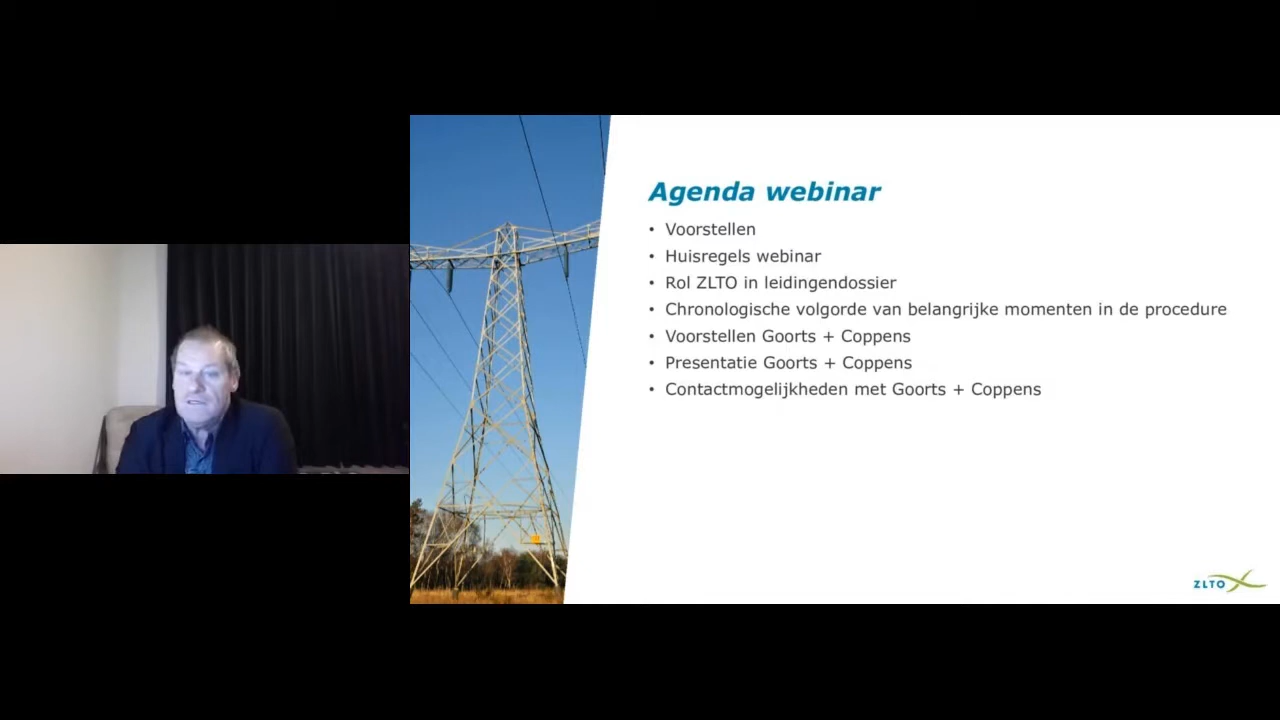 Agenda webinar
• Voorstellen
• Huisregels webinar
• Rol ZLTO in leidingendossier
• Chronologische volgorde van belangrijke momenten in de procedure
• Voorstellen Goorts + Coppens
• Presentatie Goorts + Coppens
• Contactmogelijkheden met Goorts + Coppens
ZLTO